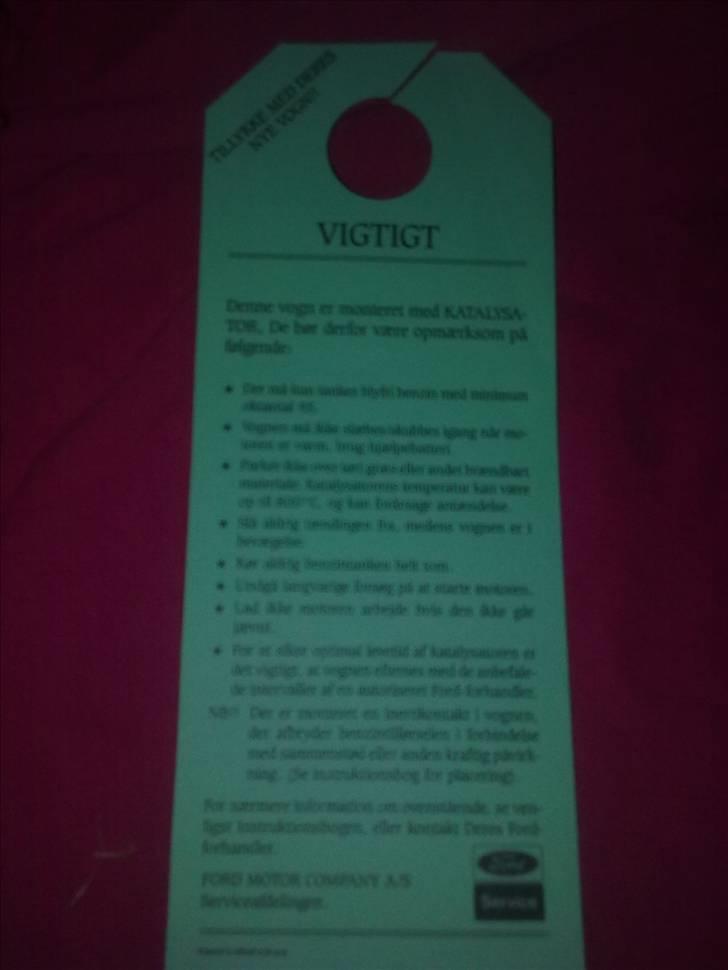 TILLYKKE MED DERES
NYE VOGN!!
VIGTIGT
Denne vogn er monteret med KATALYSA-
TOR. De bør derfor være opmærksom på
følgende:
★ Der må kun tankes blyfri benzin med minimum
oktantal 95.
★ Vognen må ikke slæbes/skubbes igang når mo-
toren er varm, brug hjælpebatteri.
★ Parker ikke over tørt græs eller andet brændbart
materiale. Katalysatorens temperatur kan være
op til °C, og kan forårsage antændelse.
★ Slå aldrig tændingen fra, medens vognen er i
bevægelse.
★ Kør aldrig benzintanken helt tom.
★ Undgå langvarige forsøg på at starte motoren.
★ Lad ikke motoren arbejde hvis den ikke går
jævnt.
★ For at sikre optimal levetid af katalysatoren er
det vigtigt, at vognen efterses med de anbefale-
de intervaller af en autoriseret Ford-forhandler.
NB!! Der er monteret en inertikontakt i vognen,
der afbryder benzintilførselen i forbindelse
med sammenstød eller anden kraftig påvirk-
ning. (Se instruktionsbog for placering).
For nærmere information om ovenstående, se ven-
ligst instruktionsbogen, eller kontakt Deres Ford-
forhandler.
FORD MOTOR COMPANY A/S
Serviceafdelingen.
Ford
Service